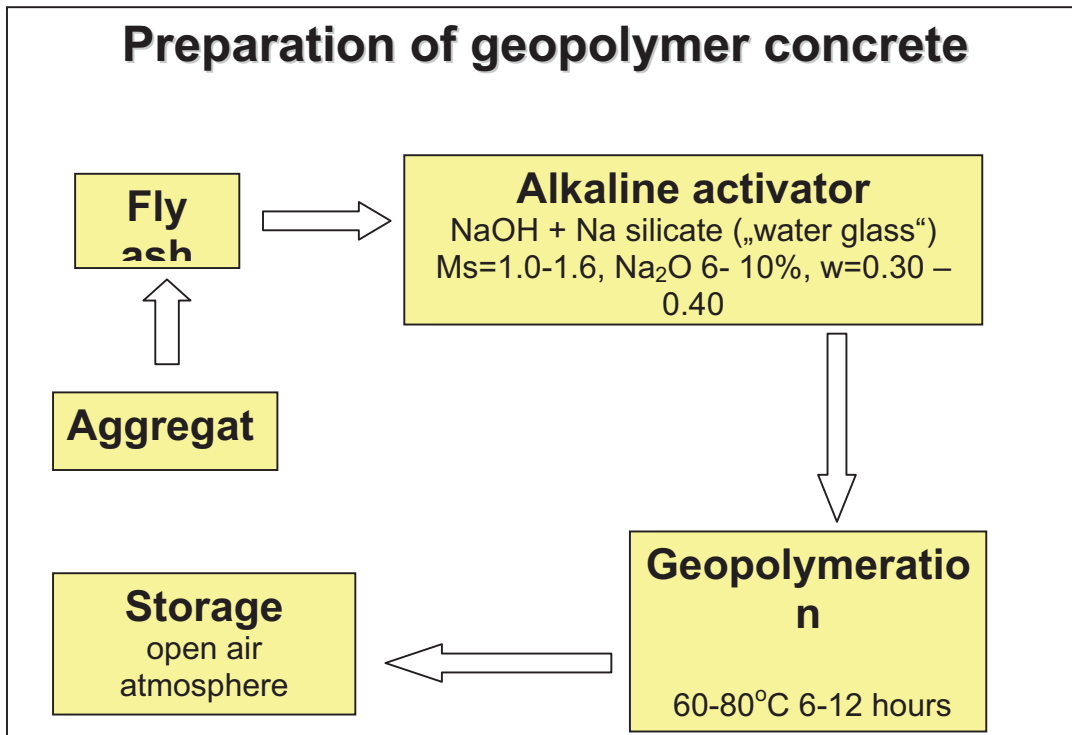 Preparation of geopolymer concrete
Fly
ash
Alkaline activator
NaOH + Na silicate („water glass“)
Ms=1.0-1.6, Na₂O 6- 10%, w=0.30 –
0.40
Aggregat
Geopolymeratio
n
60-80°C 6-12 hours
Storage
open air
atmosphere